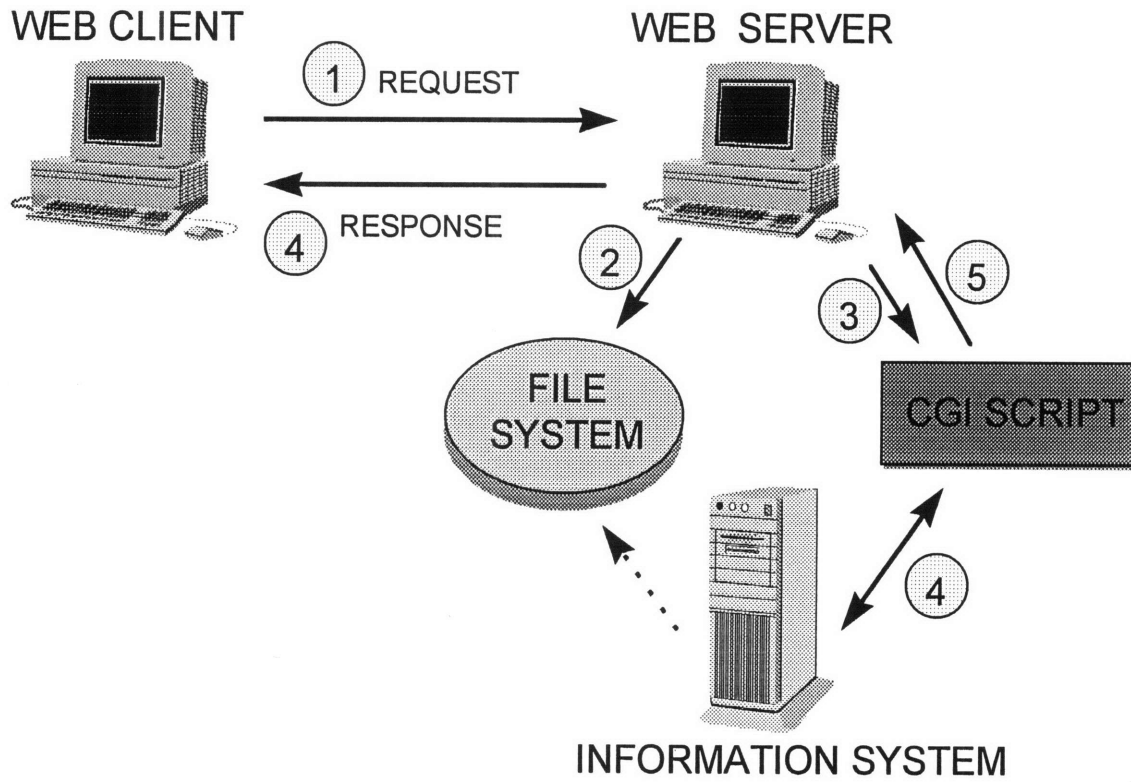 WEB CLIENT
WEB SERVER
1 REQUEST
4 RESPONSE
2
3
5
FILE
SYSTEM
CGI SCRIPT
4
INFORMATION SYSTEM